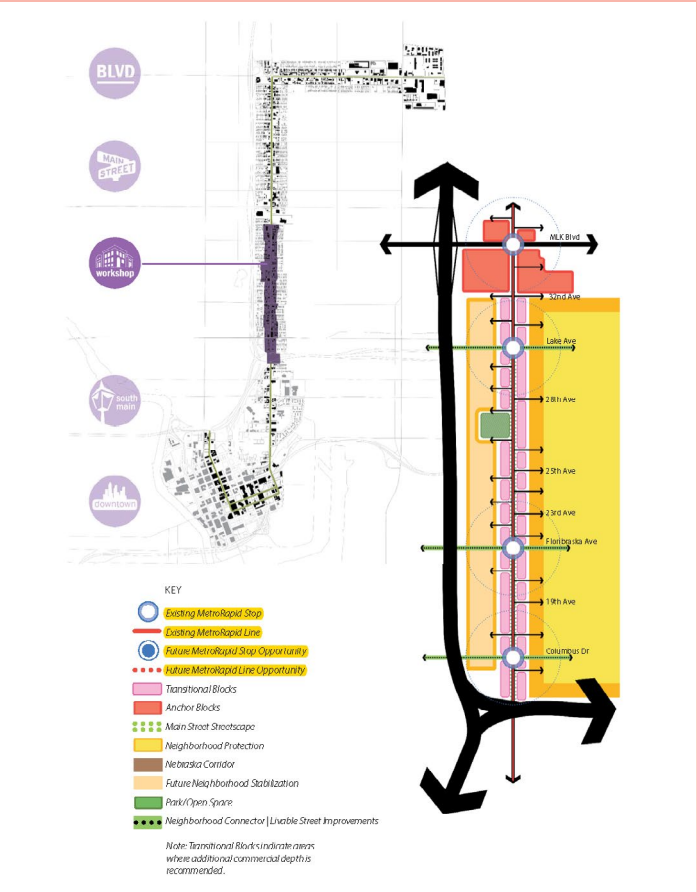 BLVD
MAIN
STREET
workshop
south
main
downtown
MLK Blvd
32nd Ave
Lake Ave
28th Ave
25th Ave
23rd Ave
Floribraska Ave
19th Ave
Columbus Dr
KEY
Existing MetroRapid Stop
Existing MetroRapid Line
Future MetroRapid Stop Opportunity
Future MetroRapid Line Opportunity
Transitional Blocks
Anchor Blocks
Main Street Streetscape
Neighborhood Protection
Nebraska Corridor
Future Neighborhood Stabilization
Park/Open Space
Neighborhood Connector | Livable Street Improvements
Note: Transitional Blocks indicate areas
where additional commercial depth is
recommended.